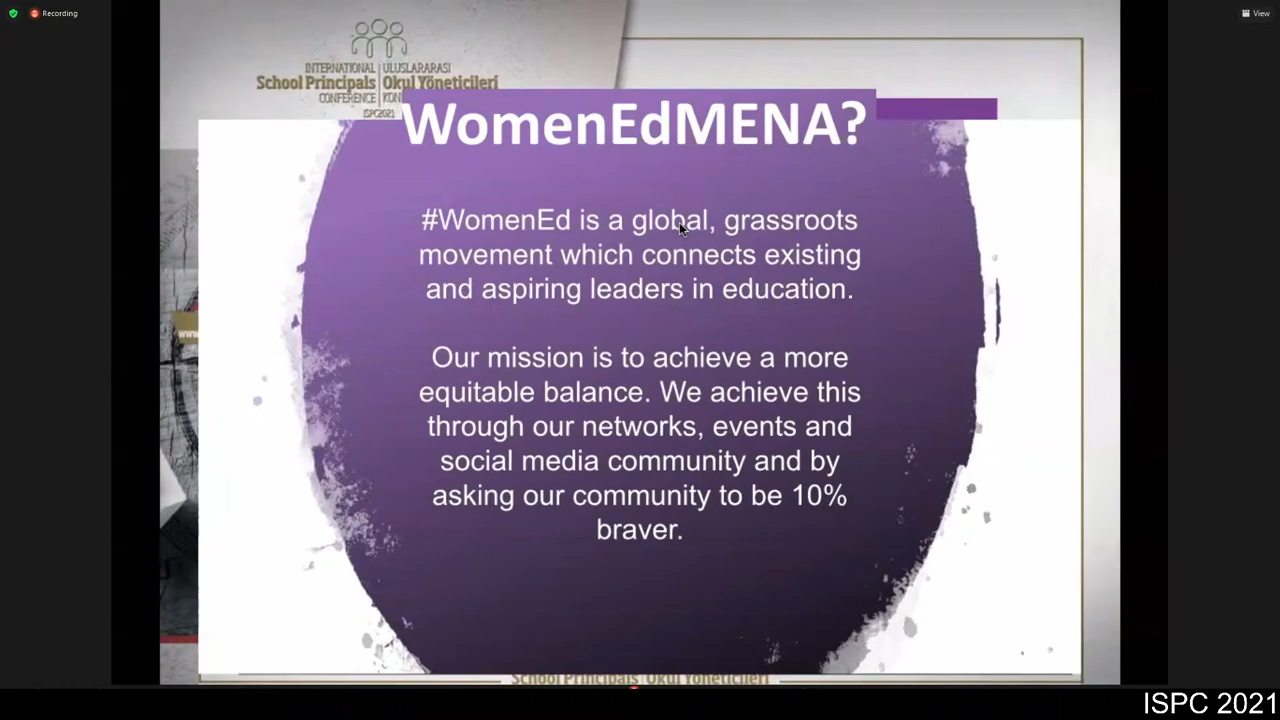 Recording
View
INTERNATIONAL | ULUSLARARASI
School Principals | Okul Yöneticileri
CONFERENCE
ISPC2021
WomenEdMENA?
#WomenEd is a global, grassroots
movement which connects existing
and aspiring leaders in education.
Our mission is to achieve a more
equitable balance. We achieve this
through our networks, events and
social media community and by
asking our community to be 10%
braver.
School Principals Okul Yöneticileri
ISPC 2021